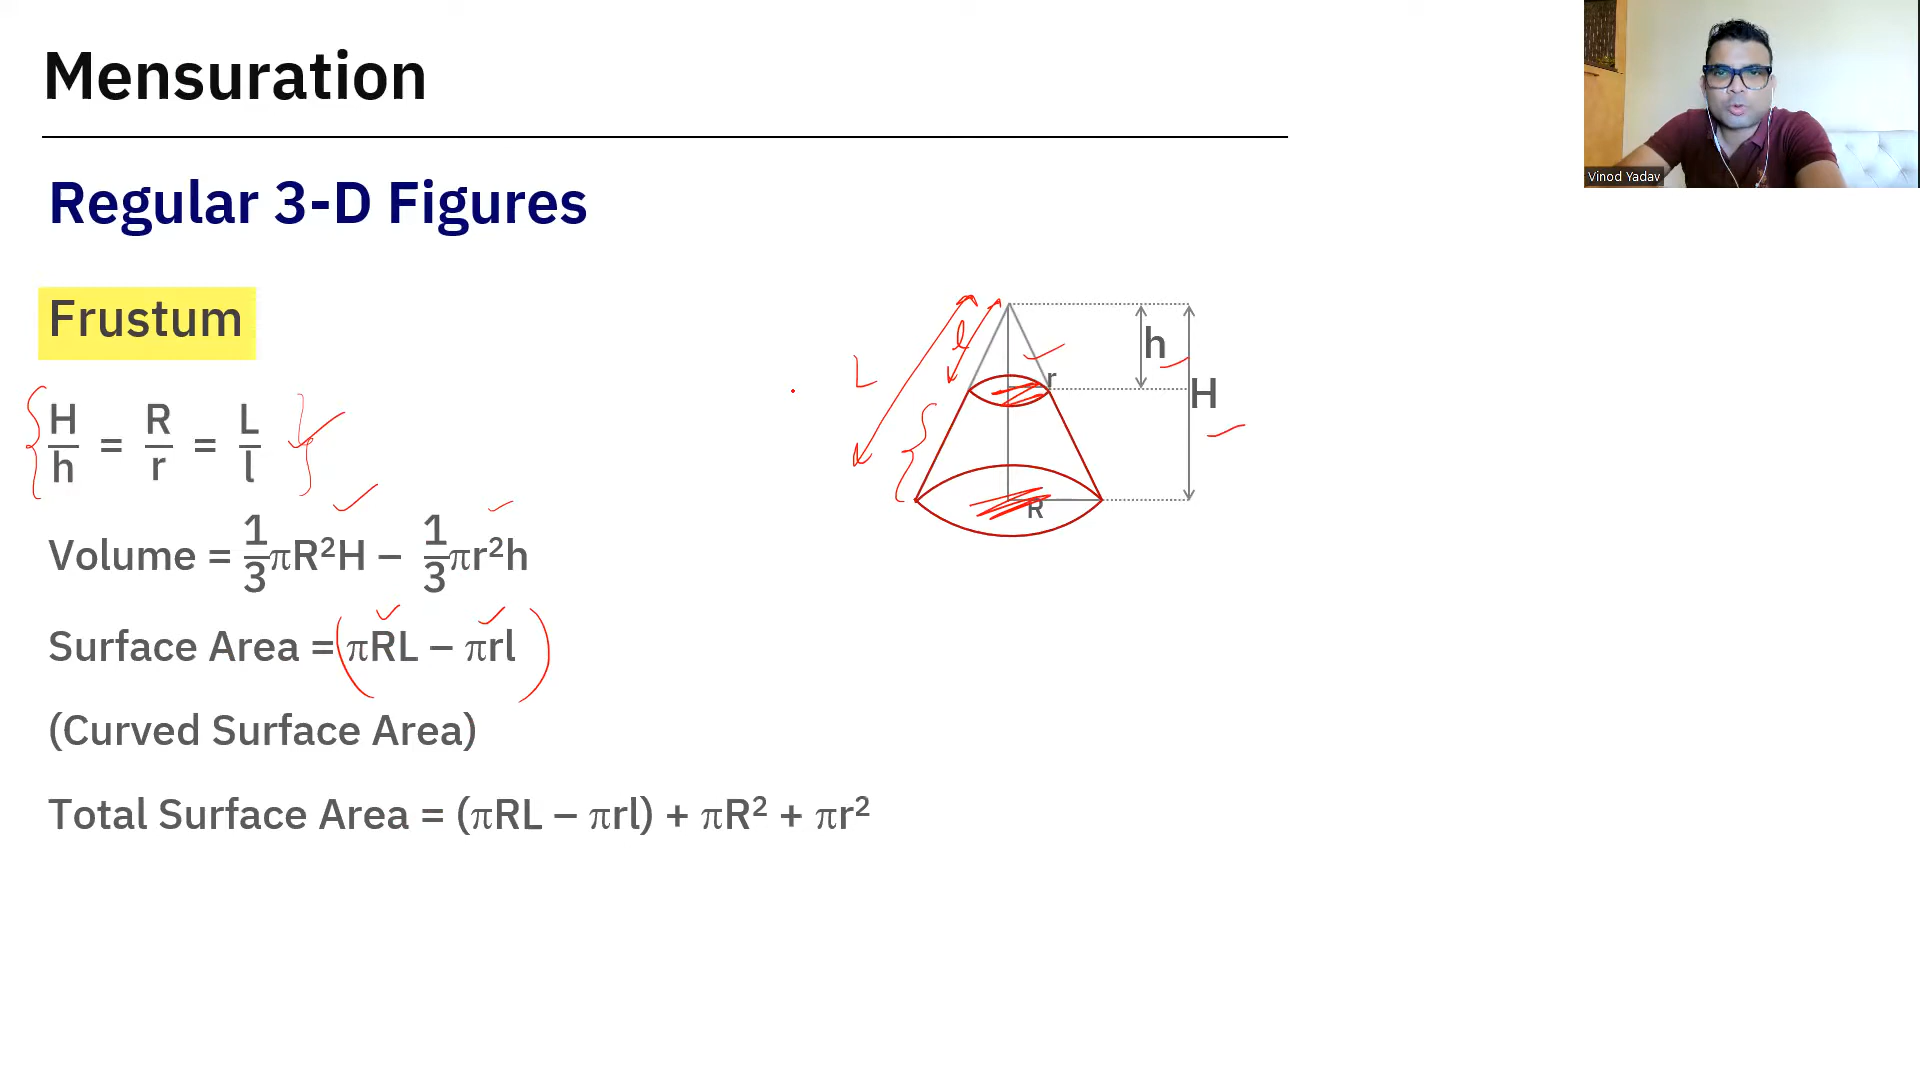 Mensuration
Vinod Yadav
Regular 3-D Figures
Frustum
H/h = R/r = L/l
Volume = 1/3πR²H – 1/3πr²h
Surface Area = (πRL – πrl)
(Curved Surface Area)
Total Surface Area = (πRL – πrl) + πR² + πr²
l
h
L
r
H
R